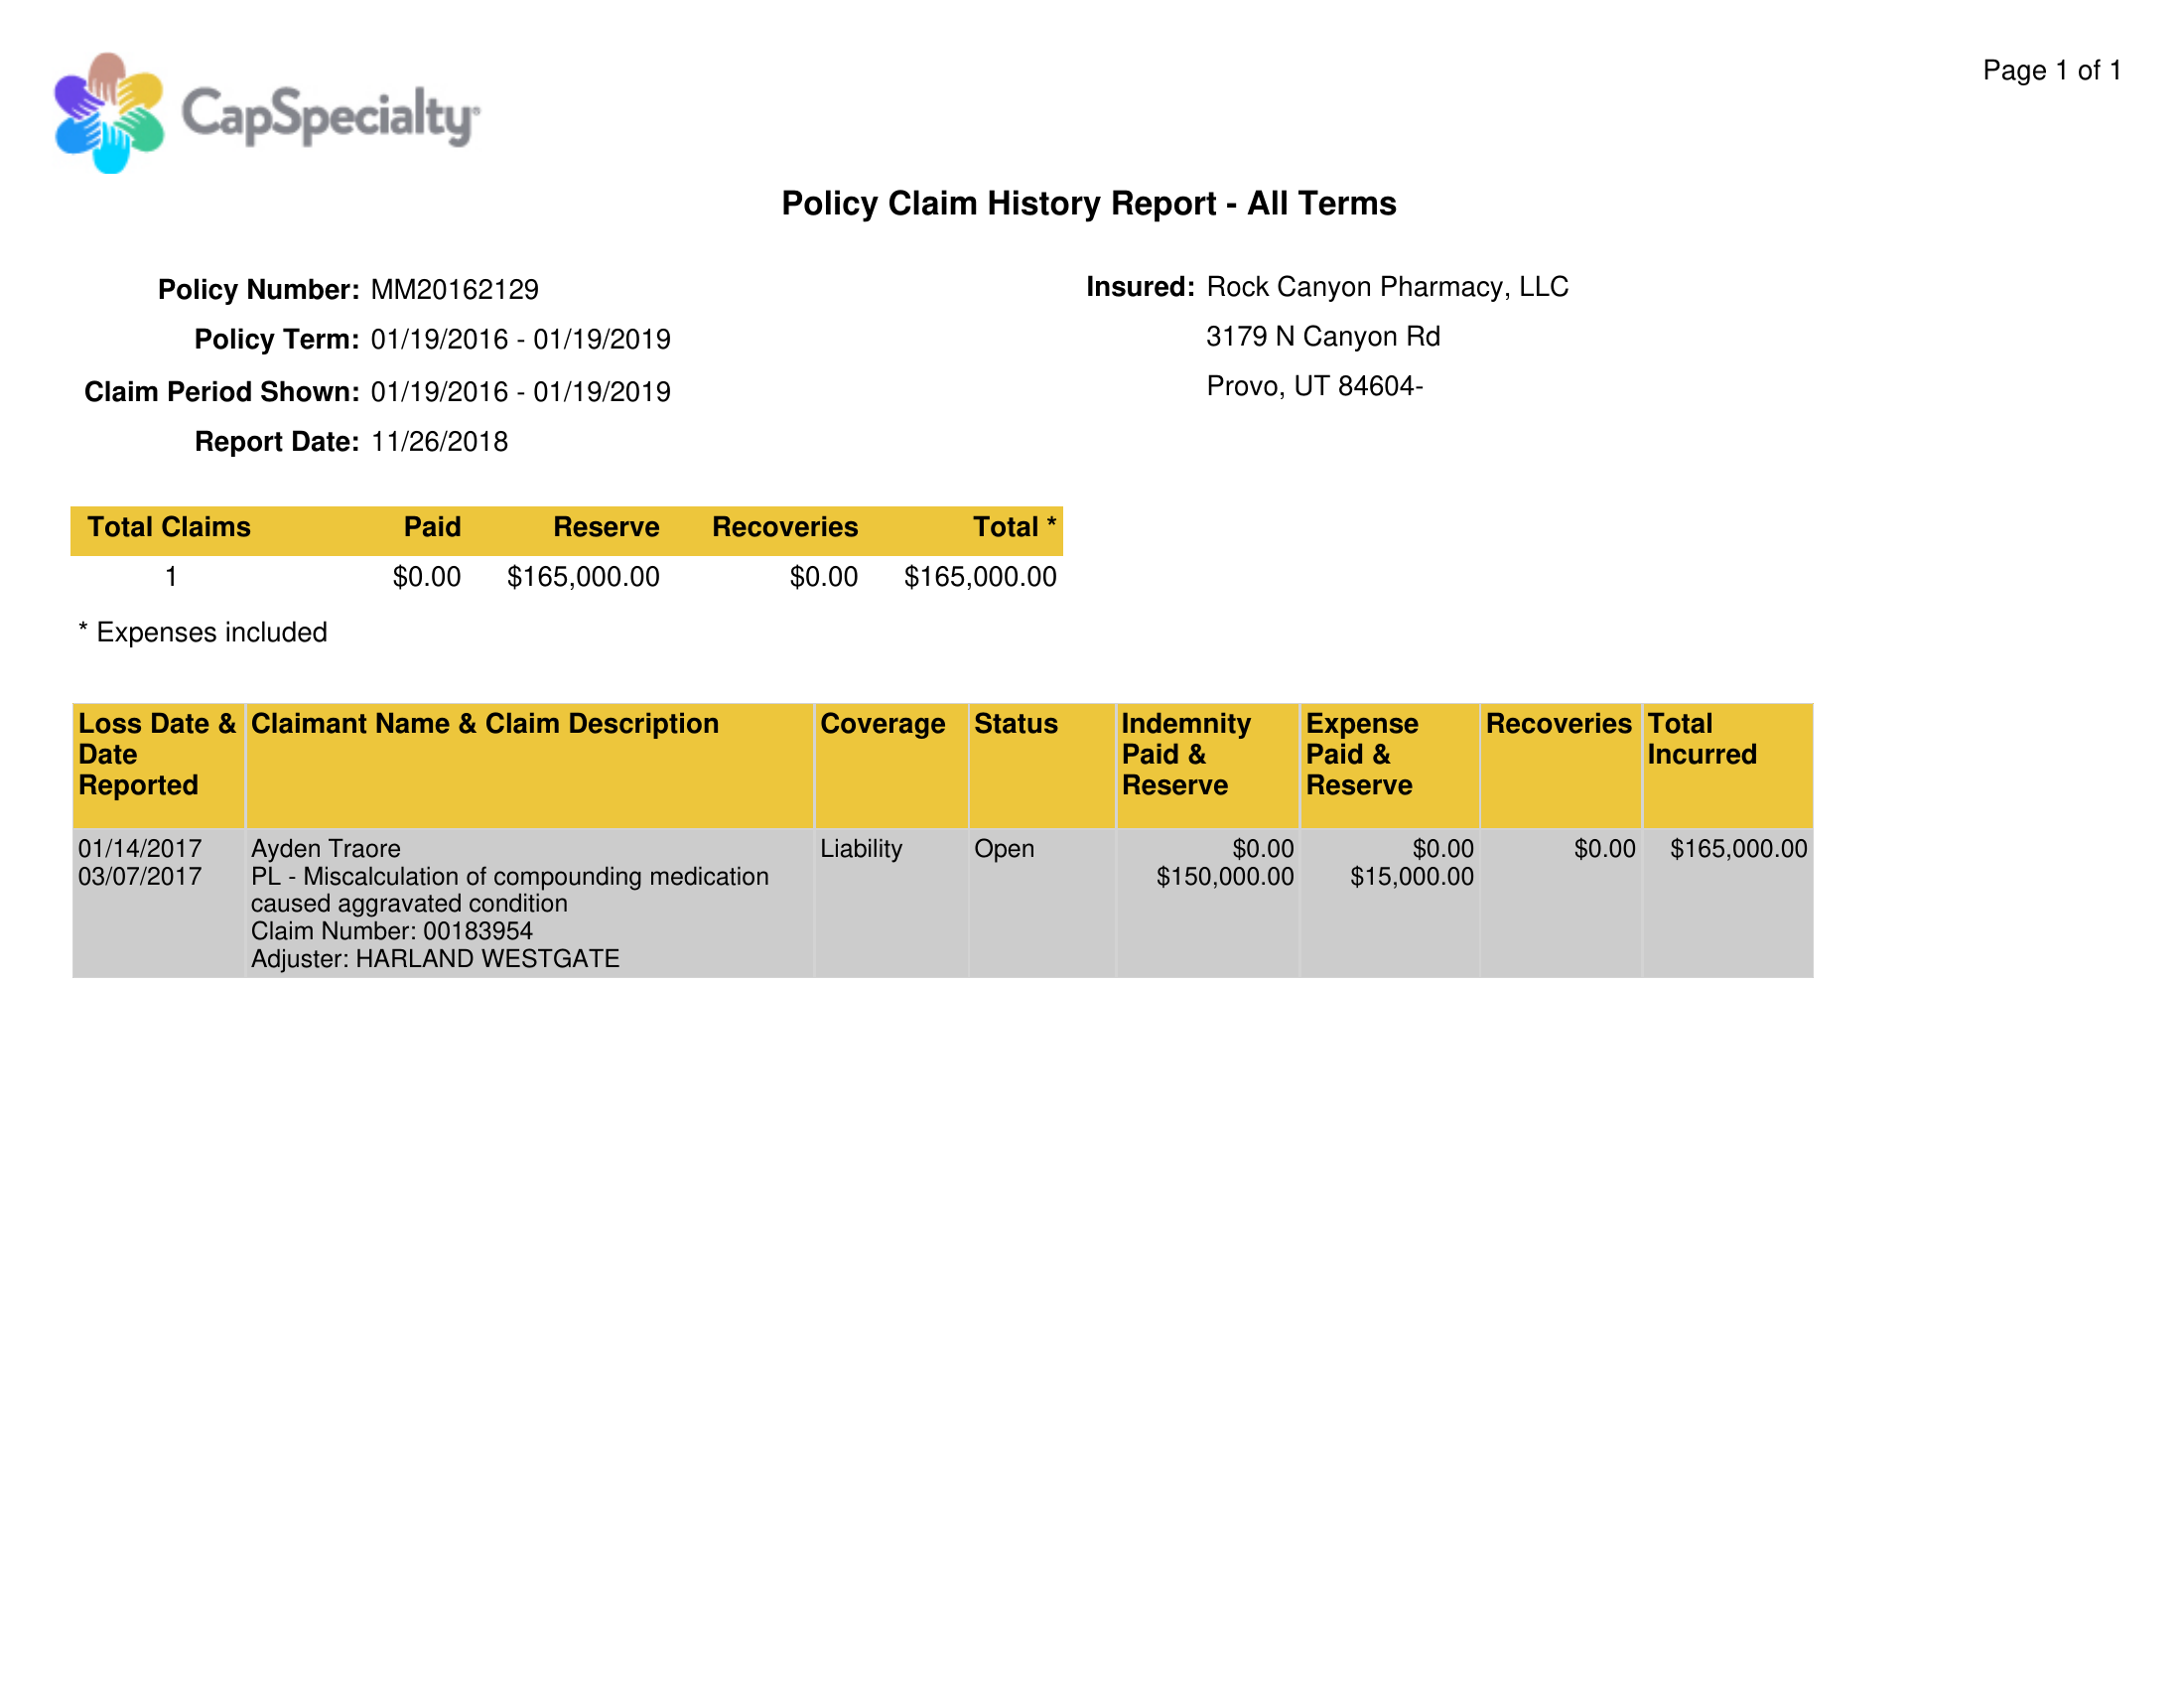 CapSpecialty
Page 1 of 1
Policy Claim History Report - All Terms
Policy Number: MM20162129
Policy Term: 01/19/2016 - 01/19/2019
Claim Period Shown: 01/19/2016 - 01/19/2019
Report Date: 11/26/2018
Insured: Rock Canyon Pharmacy, LLC
3179 N Canyon Rd
Provo, UT 84604-
Total Claims Paid Reserve Recoveries Total *
1 $0.00 $165,000.00 $0.00 $165,000.00
* Expenses included
Loss Date & Claimant Name & Claim Description Coverage Status Indemnity Expense Recoveries Total
Date Paid & Paid & Incurred
Reported Reserve Reserve
01/14/2017 Ayden Traore Liability Open $0.00 $0.00 $0.00 $165,000.00
03/07/2017 PL - Miscalculation of compounding medication $150,000.00 $15,000.00
caused aggravated condition
Claim Number: 00183954
Adjuster: HARLAND WESTGATE